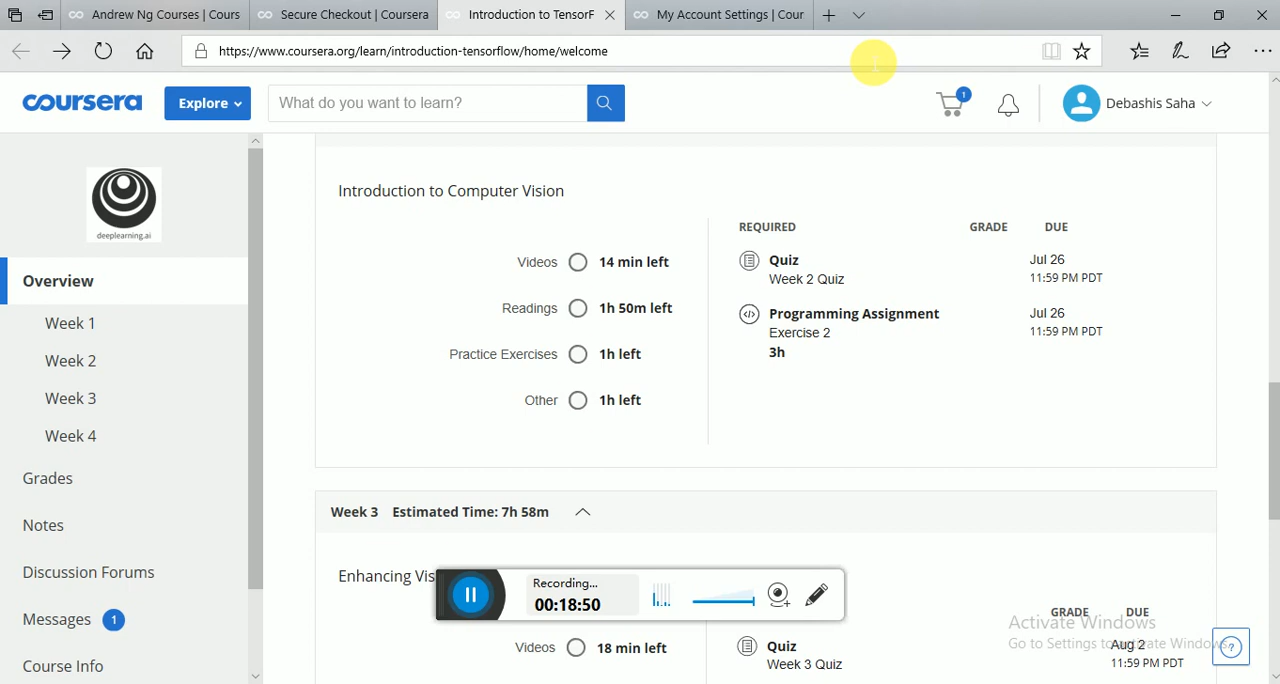 Andrew Ng Courses | Cours
Secure Checkout | Coursera
Introduction to TensorF
My Account Settings | Cour
https://www.coursera.org/learn/introduction-tensorflow/home/welcome
coursera
Explore
What do you want to learn?
1
Debashis Saha
deeplearning.ai
Overview
Week 1
Week 2
Week 3
Week 4
Grades
Notes
Discussion Forums
Messages 1
Course Info
Introduction to Computer Vision
Videos 14 min left
Readings 1h 50m left
Practice Exercises 1h left
Other 1h left
REQUIRED GRADE DUE
Quiz Jul 26
Week 2 Quiz 11:59 PM PDT
Programming Assignment Jul 26
Exercise 2 11:59 PM PDT
3h
Week 3 Estimated Time: 7h 58m
Enhancing Vis
Recording...
00:18:50
GRADE DUE
Activate Windows
Go to Settings to activate Windows.
Videos 18 min left
Quiz Aug 2
Week 3 Quiz 11:59 PM PDT
?